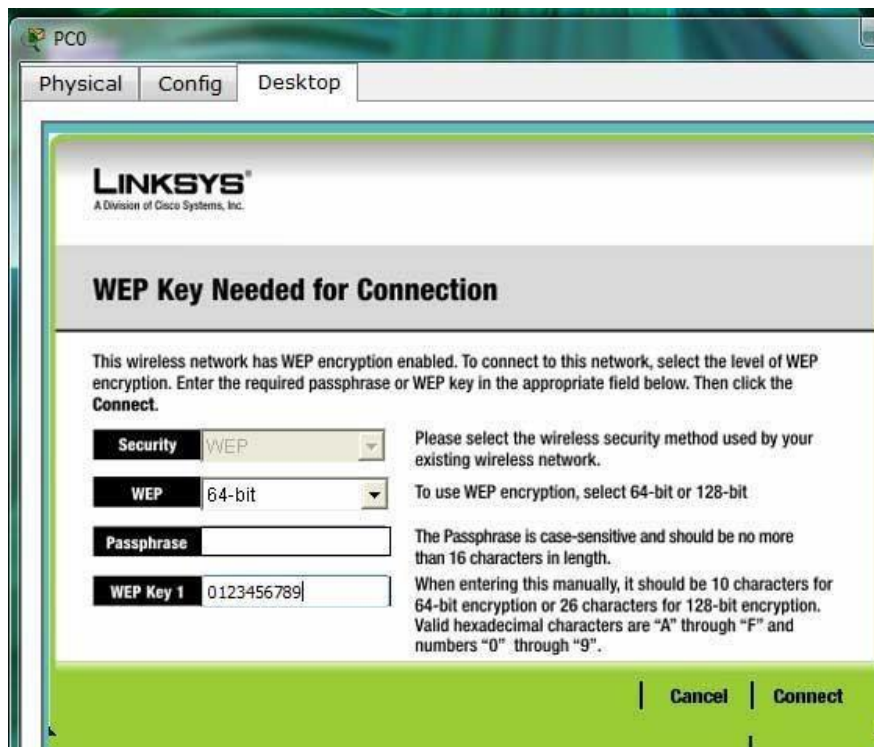 PC0
Physical Config Desktop
LINKSYS®
A Division of Cisco Systems, Inc.
WEP Key Needed for Connection
This wireless network has WEP encryption enabled. To connect to this network, select the level of WEP
encryption. Enter the required passphrase or WEP key in the appropriate field below. Then click the
Connect.
Security WEP
Please select the wireless security method used by your
existing wireless network.
WEP 64-bit
To use WEP encryption, select 64-bit or 128-bit
Passphrase
The Passphrase is case-sensitive and should be no more
than 16 characters in length.
WEP Key 1 0123456789
When entering this manually, it should be 10 characters for
64-bit encryption or 26 characters for 128-bit encryption.
Valid hexadecimal characters are "A" through "F" and
numbers "0" through "9".
Cancel Connect